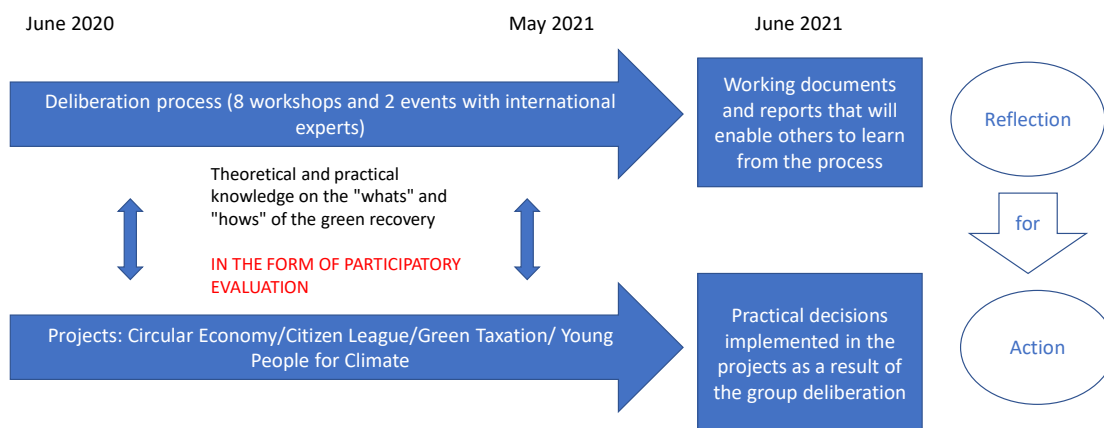 June 2020
May 2021
June 2021
Deliberation process (8 workshops and 2 events with international
experts)
Working documents
and reports that will
enable others to learn
from the process
Reflection
Theoretical and practical
knowledge on the "whats" and
"hows" of the green recovery
IN THE FORM OF PARTICIPATORY
EVALUATION
for
Projects: Circular Economy/Citizen League/Green Taxation/ Young
People for Climate
Practical decisions
implemented in the
projects as a result of
the group deliberation
Action